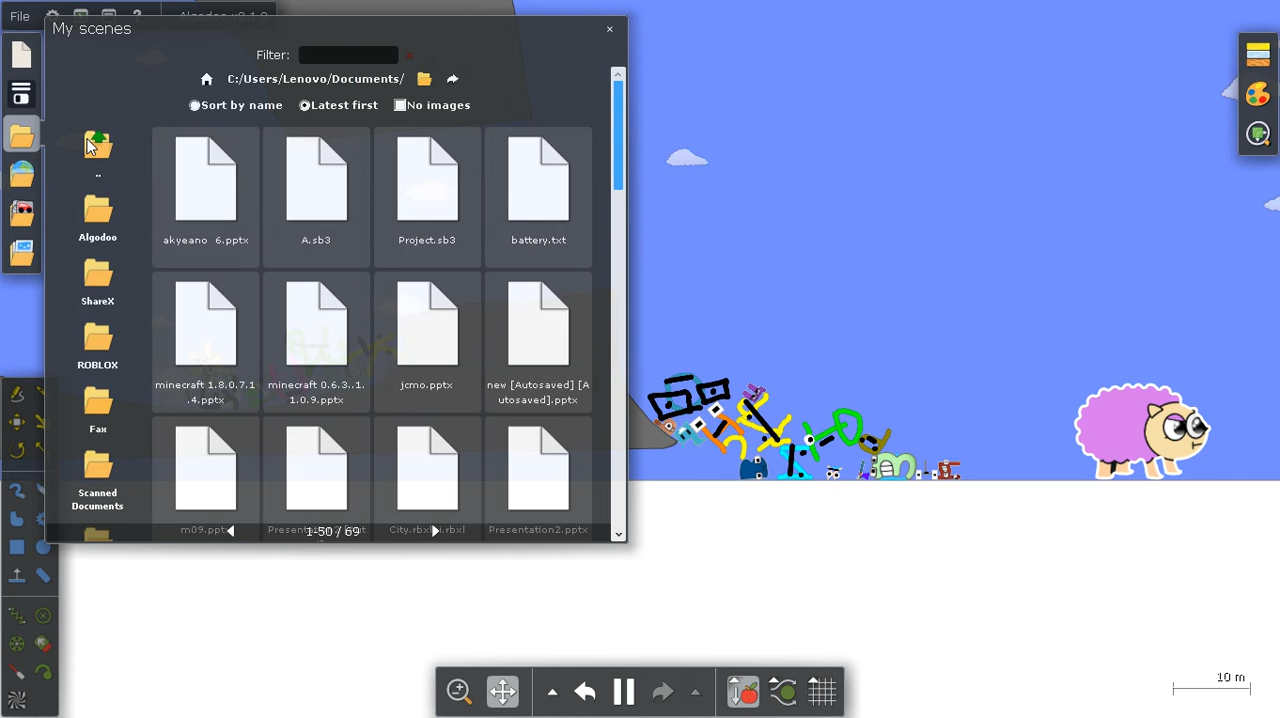 File
Algodoo v2.1.0
My scenes
Filter:
C:/Users/Lenovo/Documents/
Sort by name
Latest first
No images
..
Algodoo
ShareX
ROBLOX
Fax
Scanned
Documents
akyeano 6.pptx
A.sb3
Project.sb3
battery.txt
minecraft 1.8.0.7.1
.4.pptx
minecraft 0.6.3..1.
1.0.9.pptx
jcmo.pptx
new [Autosaved] [A
utosaved].pptx
m09.pptx
City.rbxl
Presentation2.pptx
1-50 / 69
10 m